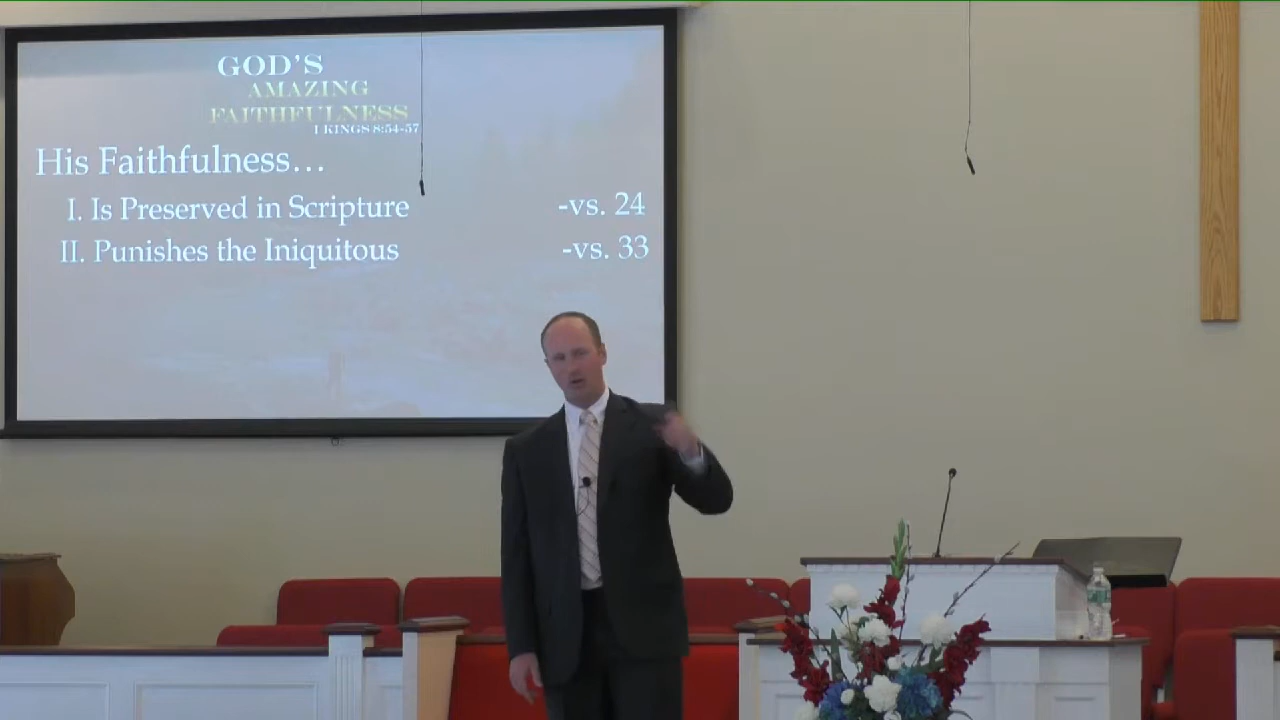 GOD'S
AMAZING
FAITHFULNESS
I KINGS 8:54-57
His Faithfulness…
I. Is Preserved in Scripture -vs. 24
II. Punishes the Iniquitous -vs. 33